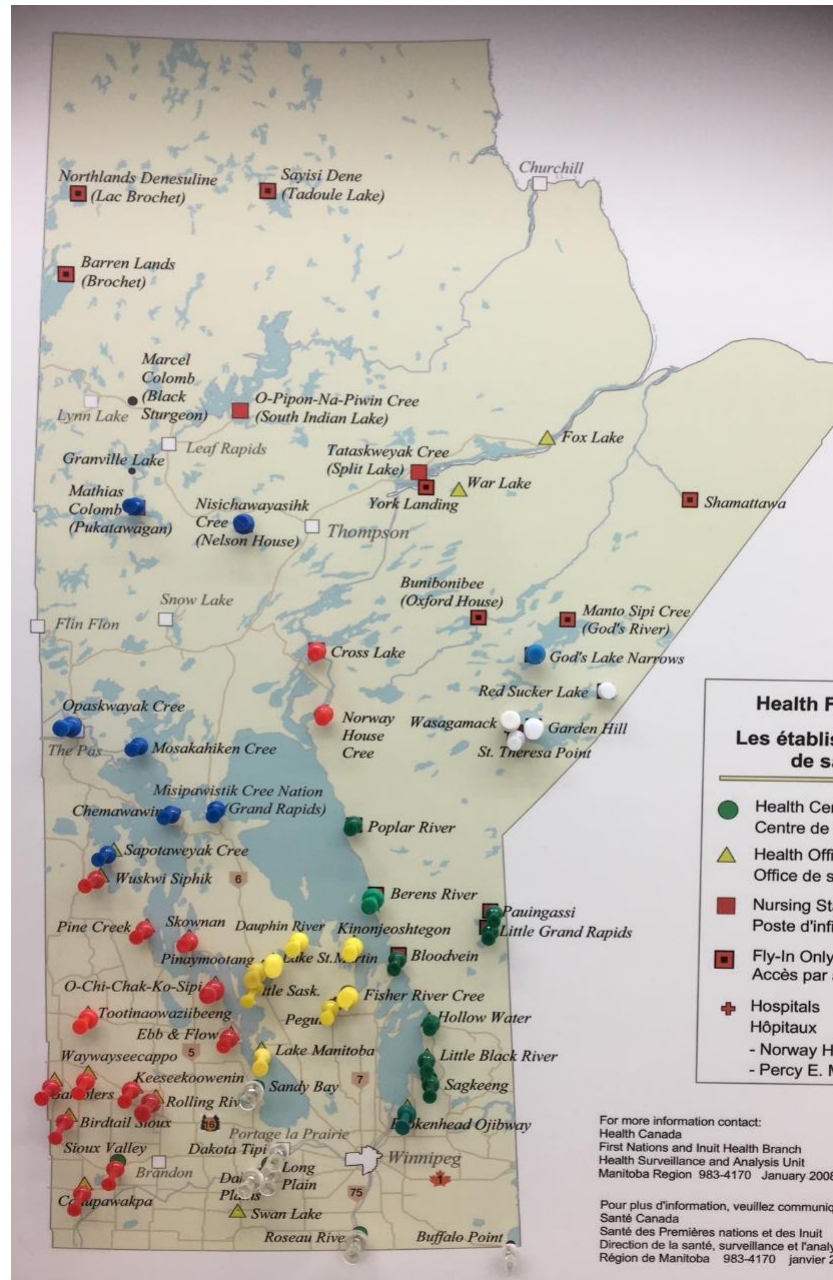 Churchill
Northlands Denesuline
(Lac Brochet)
Sayisi Dene
(Tadoule Lake)
Barren Lands
(Brochet)
Marcel
Colomb
(Black
Sturgeon)
Lynn Lake
O-Pipon-Na-Piwin Cree
(South Indian Lake)
Leaf Rapids
Fox Lake
Granville Lake
Tataskweyak Cree
(Split Lake)
War Lake
York Landing
Shamattawa
Mathias
Colomb
(Pukatawagan)
Nisichawayasihk
Cree
(Nelson House)
Thompson
Bunibonibee
(Oxford House)
Manto Sipi Cree
(God's River)
Snow Lake
Flin Flon
Cross Lake
God's Lake Narrows
Red Sucker Lake
Opaskwayak Cree
The Pas
Norway
House
Cree
Wasagamack
Garden Hill
St. Theresa Point
Mosakahiken Cree
Misipawistik Cree Nation
(Grand Rapids)
Chemawawin
Poplar River
Sapotaweyak Cree
Wuskwi Siphik
6
Berens River
Pauingassi
Little Grand Rapids
Pine Creek
Skownan
Dauphin River
Kinonjeoshtegon
Pinaymootang
Lake St.Martin
Bloodvein
O-Chi-Chak-Ko-Sipi
Sask.
Fisher River Cree
Tootinaowaziibeeng
Hollow Water
Ebb & Flow
5
Lake Manitoba
Little Black River
Waywayseecappo
Keeseekoowenin
7
Sandy Bay
Sagkeeng
Rolling
Birdtail Sioux
16
Ojibway
Sioux Valley
Portage la Prairie
Dakota Tipi
Winnipeg
Brandon
Long
Plain
75
1
Swan Lake
Roseau
Buffalo Point
Health F
Les établis
de sa
Health Cen
Centre de
Health Offi
Office de s
Nursing Sta
Poste d'infi
Fly-In Only
Accès par
Hospitals
Hôpitaux
- Norway H
- Percy E. M
For more information contact:
Health Canada
First Nations and Inuit Health Branch
Health Surveillance and Analysis Unit
Manitoba Region 983-4170 January 2008
Pour plus d'information, veuillez communiq
Santé Canada
Santé des Premières nations et des Inuit
Direction de la santé, surveillance et l'analy
Région de Manitoba 983-4170 janvier 2